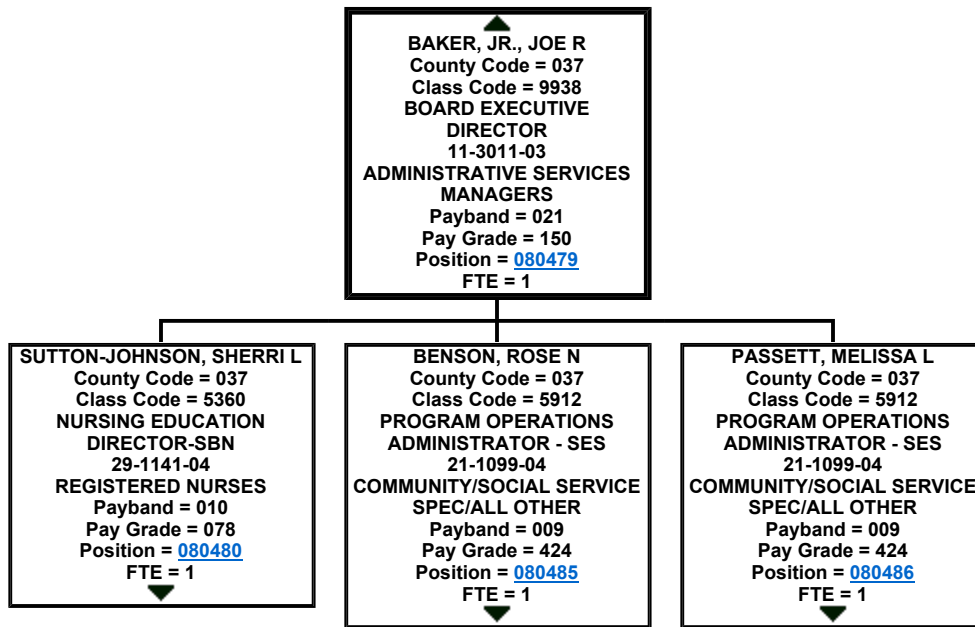 BAKER, JR., JOE R
County Code = 037
Class Code = 9938
BOARD EXECUTIVE
DIRECTOR
11-3011-03
ADMINISTRATIVE SERVICES
MANAGERS
Payband = 021
Pay Grade = 150
Position = 080479
FTE = 1
SUTTON-JOHNSON, SHERRI L
County Code = 037
Class Code = 5360
NURSING EDUCATION
DIRECTOR-SBN
29-1141-04
REGISTERED NURSES
Payband = 010
Pay Grade = 078
Position = 080480
FTE = 1
BENSON, ROSE N
County Code = 037
Class Code = 5912
PROGRAM OPERATIONS
ADMINISTRATOR - SES
21-1099-04
COMMUNITY/SOCIAL SERVICE
SPEC/ALL OTHER
Payband = 009
Pay Grade = 424
Position = 080485
FTE = 1
PASSETT, MELISSA L
County Code = 037
Class Code = 5912
PROGRAM OPERATIONS
ADMINISTRATOR - SES
21-1099-04
COMMUNITY/SOCIAL SERVICE
SPEC/ALL OTHER
Payband = 009
Pay Grade = 424
Position = 080486
FTE = 1